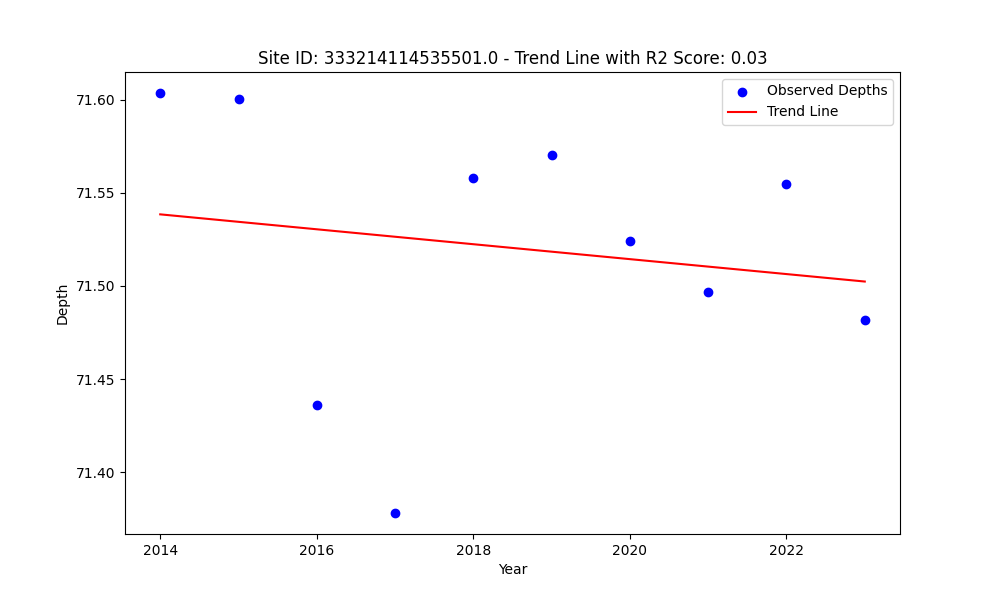 Site ID: 333214114535501.0 - Trend Line with R2 Score: 0.03
Observed Depths
Trend Line
71.60
71.55
71.50
71.45
71.40
Depth
2014
2016
2018
2020
2022
Year